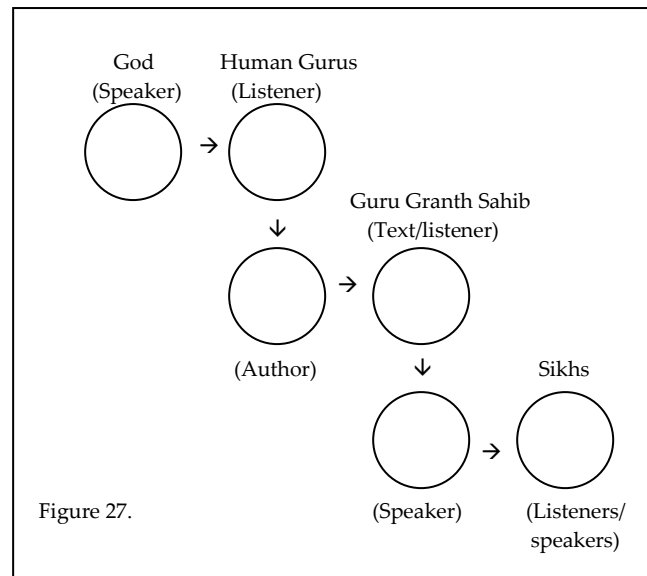 God
(Speaker)
Human Gurus
(Listener)
→
↓
Guru Granth Sahib
(Text/listener)
→
(Author)
↓
Sikhs
→
(Speaker)
(Listeners/
speakers)
Figure 27.